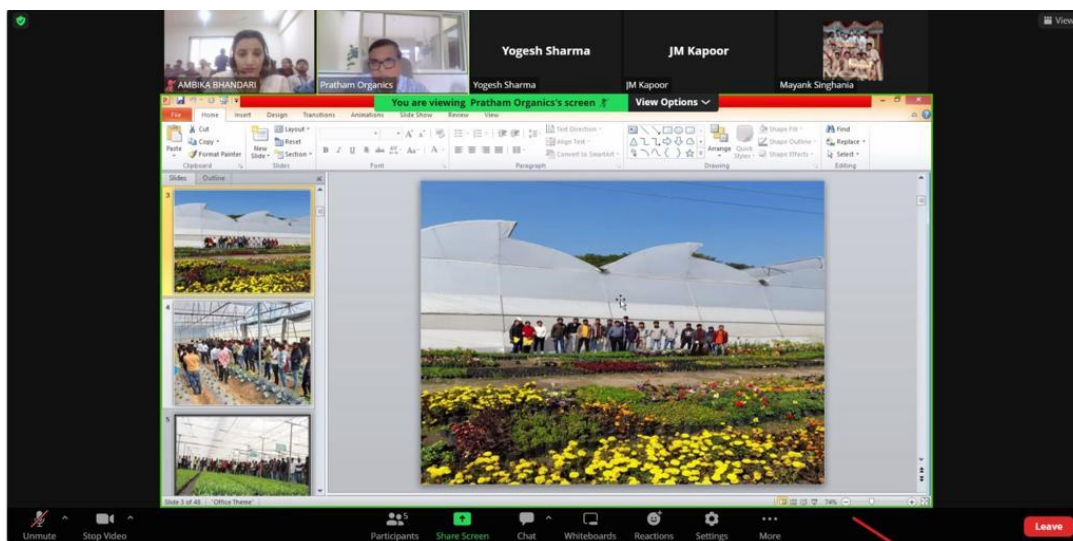 View
Yogesh Sharma
JM Kapoor
AMBIKA BHANDARI
Pratham Organics
Yogesh Sharma
JM Kapoor
Mayank Singhania
You are viewing Pratham Organics's screen
View Options
File
Home
Insert
Design
Transitions
Animations
Slide Show
Review
View
Paste
Cut
Copy
Format Painter
Clipboard
New Slide
Layout
Reset
Section
Slides
Font
Text Direction
Align Text
Convert to SmartArt
Paragraph
Arrange
Quick Styles
Shape Fill
Shape Outline
Shape Effects
Drawing
Find
Replace
Select
Editing
Slides
Outline
3
4
5
Slide 3 of 48
"Office Theme"
74%
Unmute
Stop Video
5
Participants
Share Screen
Chat
Whiteboards
Reactions
Settings
More
Leave